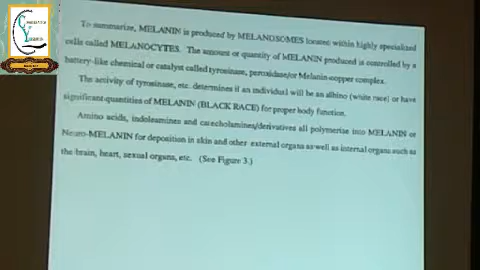 To summarize, MELANIN is produced by MELANOSOMES located within highly specialized
cells called MELANOCYTES. The amount or quantity of MELANIN produced is controlled by a
battery-like chemical or catalyst called tyrosinase, peroxidase/or Melanin-copper complex.
The activity of tyrosinase, etc. determines if an individual will be an albino (white race) or have
significant quantities of MELANIN (BLACK RACE) for proper body function.
Amino acids, indoleamines and catecholamines/derivatives all polymerize into MELANIN or
Neuro-MELANIN for deposition in skin and other external organs as well as internal organs such as
the brain, heart, sexual organs, etc. (See Figure 3.)